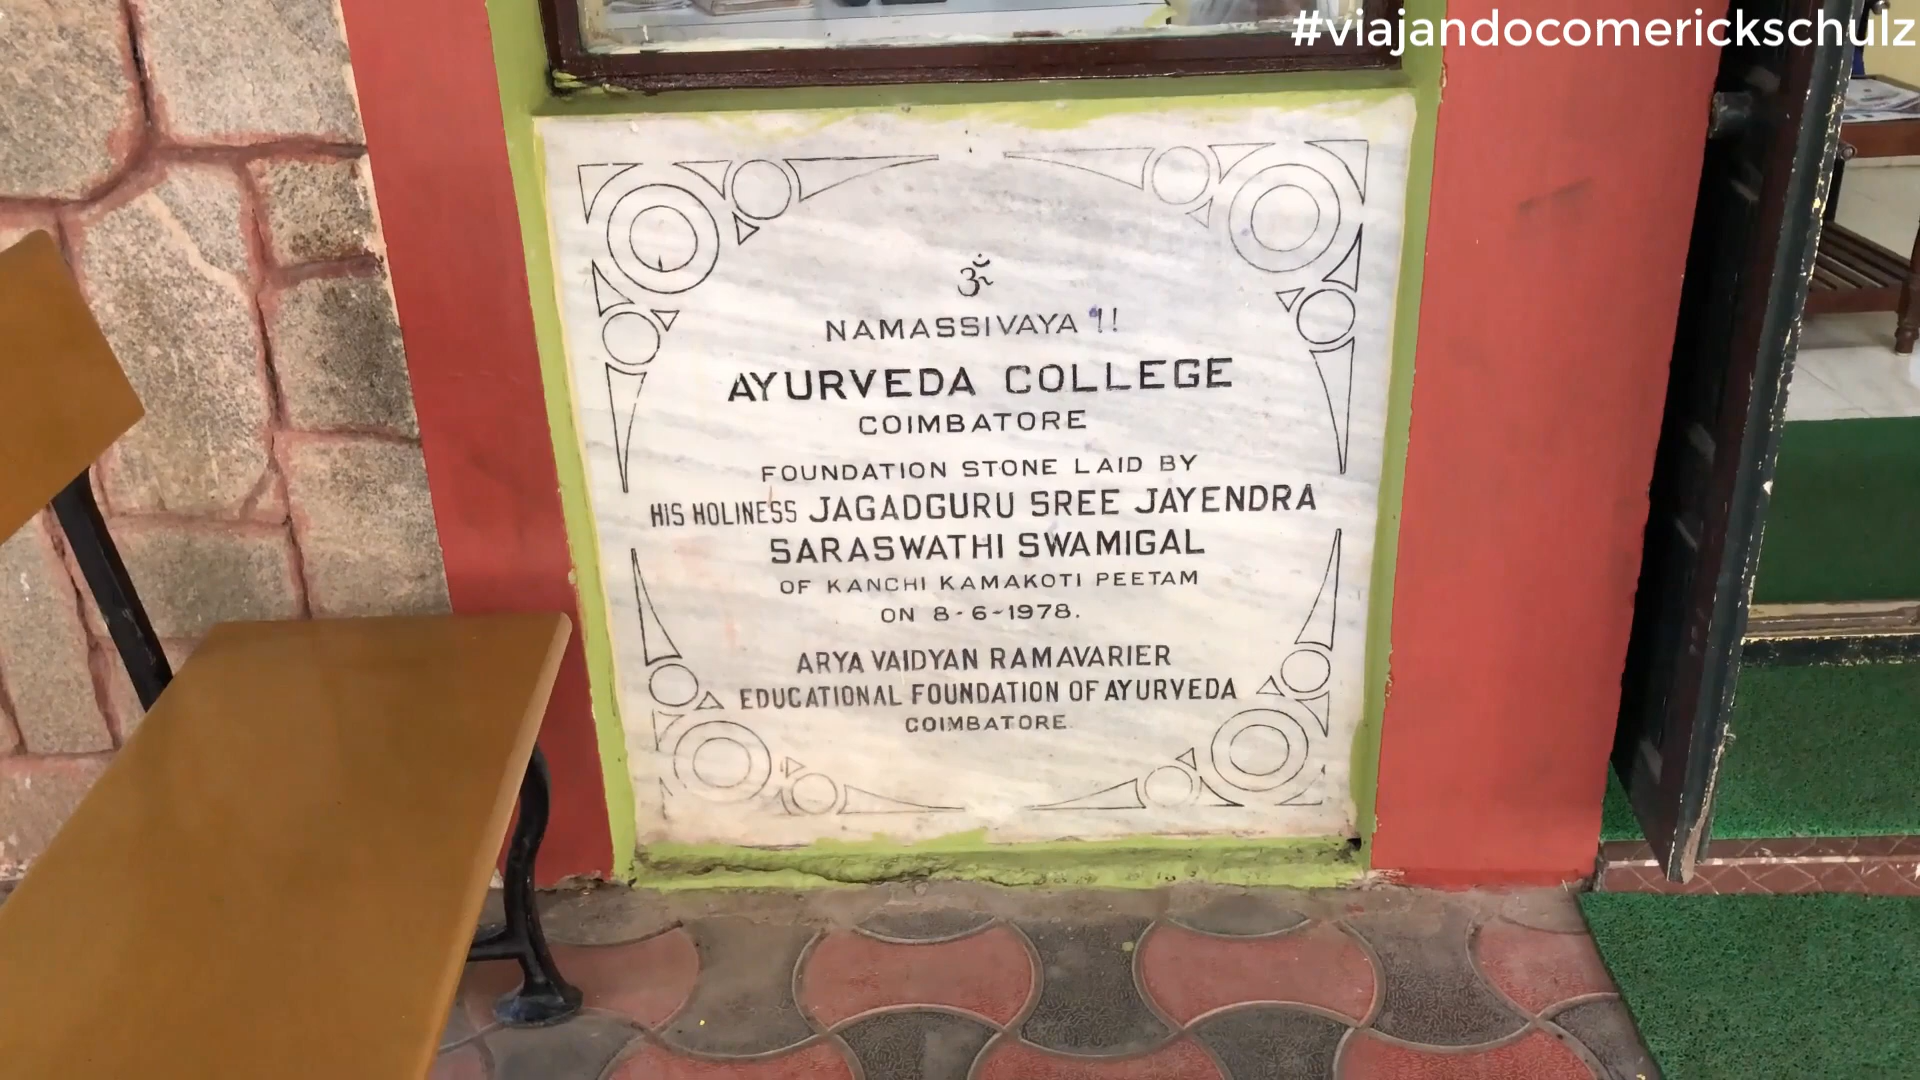 #viajandocomerickschulz
ॐ
NAMASSIVAYA !!
AYURVEDA COLLEGE
COIMBATORE
FOUNDATION STONE LAID BY
HIS HOLINESS JAGADGURU SREE JAYENDRA
SARASWATHI SWAMIGAL
OF KANCHI KAMAKOTI PEETAM
ON 8-6-1978.
ARYA VAIDYAN RAMAVARIER
EDUCATIONAL FOUNDATION OF AYURVEDA
COIMBATORE.